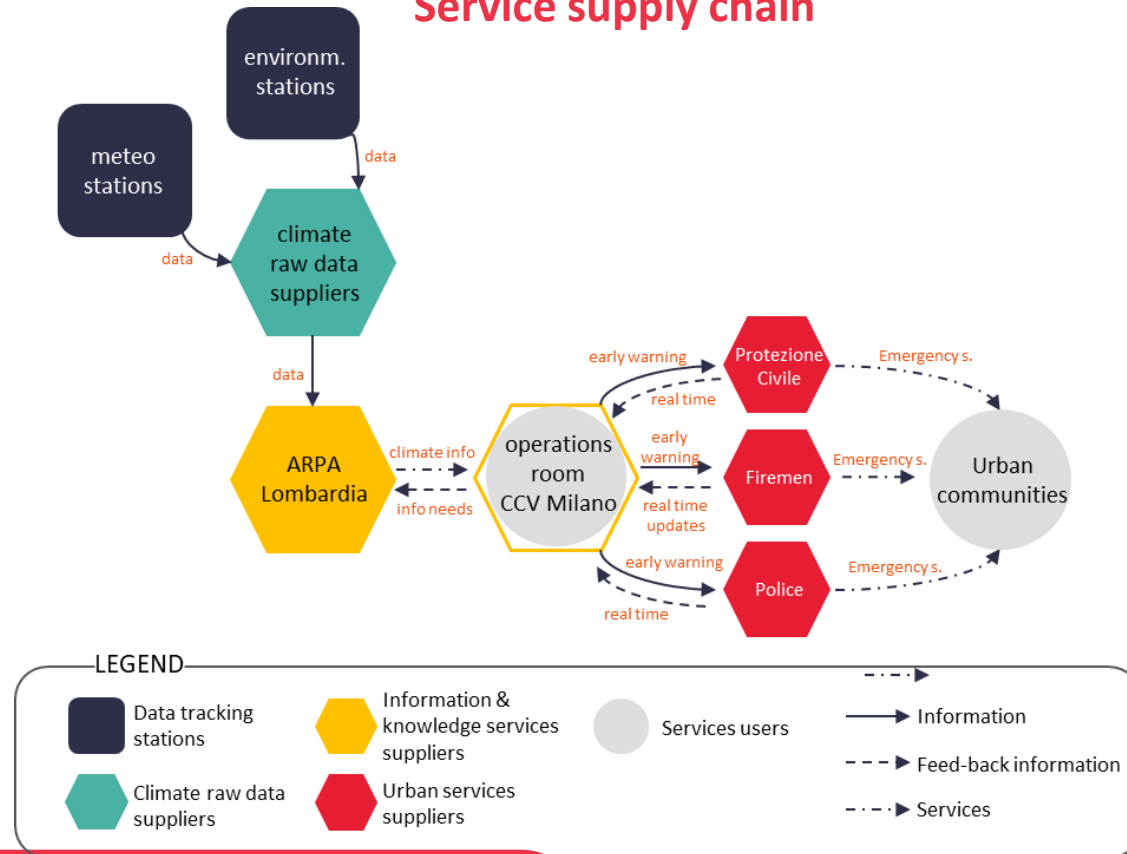 Service supply chain
environm.
stations
meteo
stations
data
data
climate
raw data
suppliers
data
ARPA
Lombardia
climate info
info needs
operations
room
CCV Milano
early warning
real time
early
warning
real time
updates
early warning
real time
Protezione
Civile
Firemen
Police
Emergency s.
Emergency s.
Emergency s.
Urban
communities
LEGEND
Data tracking
stations
Climate raw data
suppliers
Information &
knowledge services
suppliers
Urban services
suppliers
Services users
Information
Feed-back information
Services